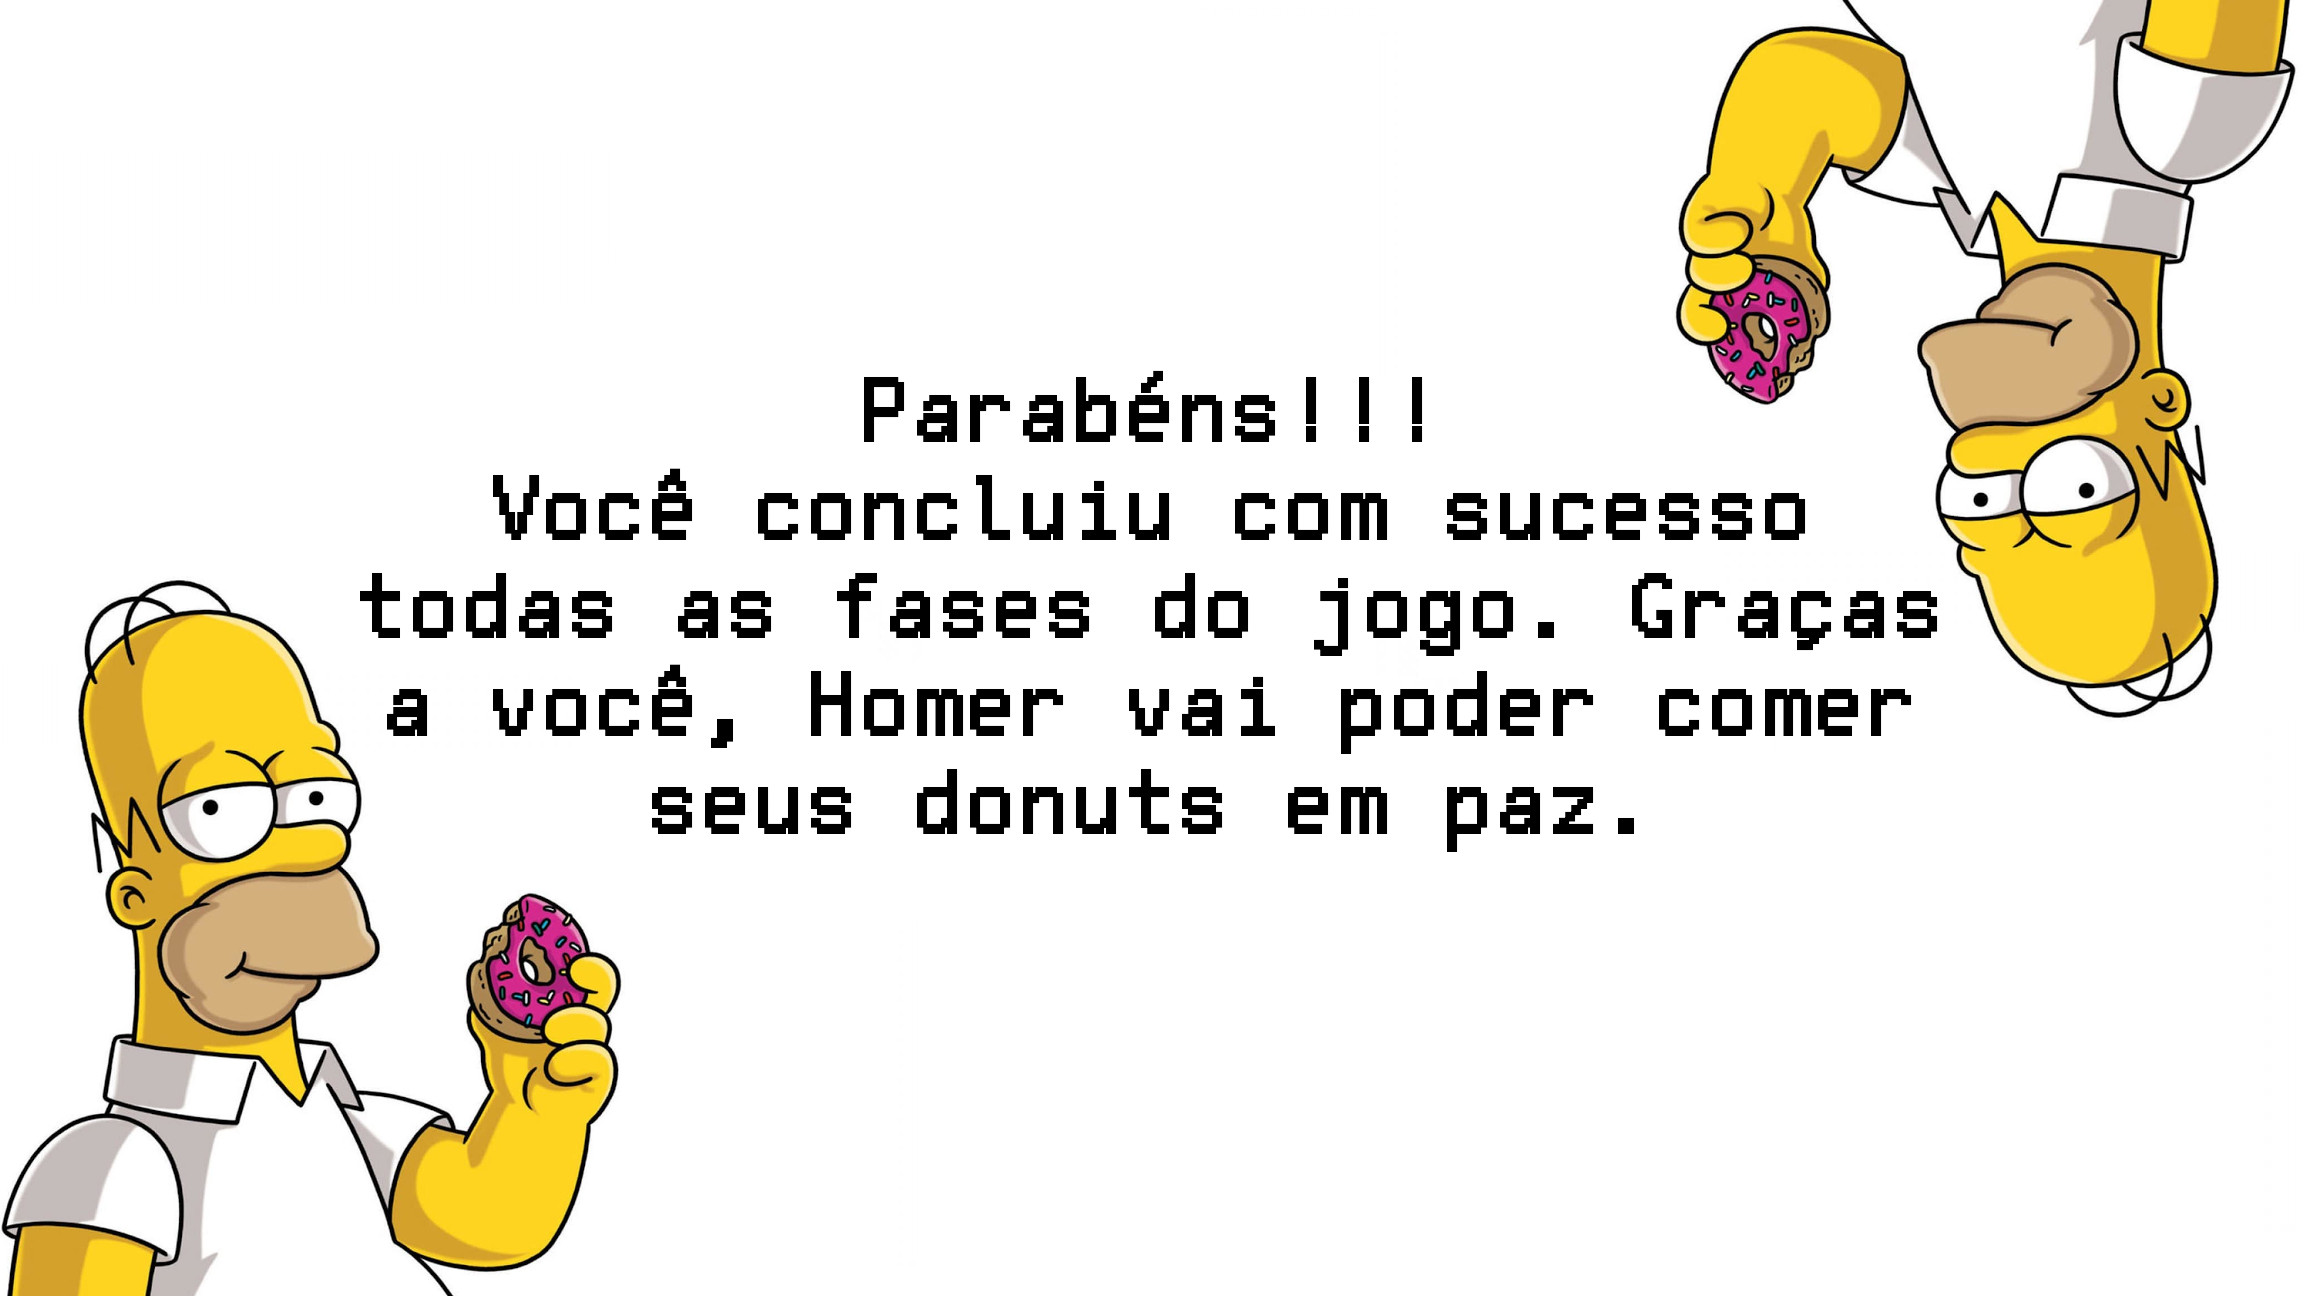 Parabéns!!!
Você concluiu com sucesso
todas as fases do jogo. Graças
a você, Homer vai poder comer
seus donuts em paz.